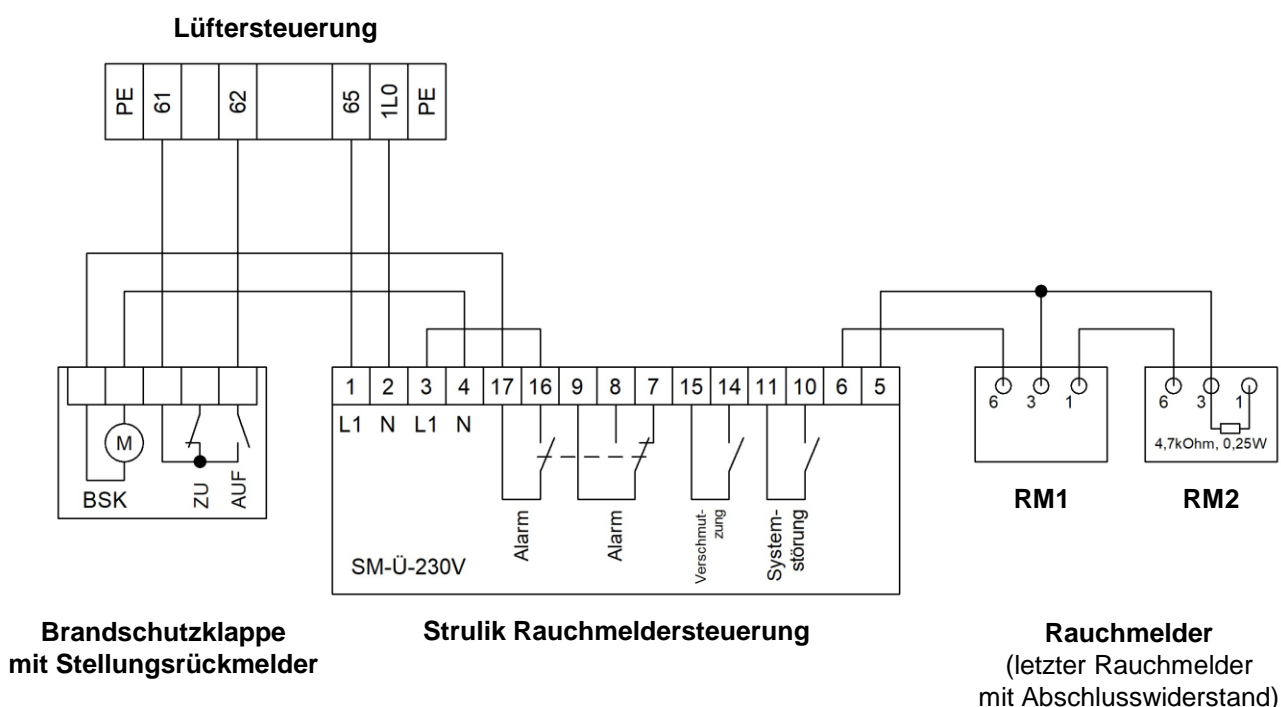 Lüftersteuerung
PE 61 62 65 1L0 PE
1 2 3 4 17 16 9 8 7 15 14 11 10 6 5
L1 N L1 N
6 3 1
6 3 1
4,7kOhm, 0,25W
M
BSK
ZU
AUF
Alarm
Alarm
Verschmut-
zung
System-
störung
SM-Ü-230V
RM1
RM2
Brandschutzklappe
mit Stellungsrückmelder
Strulik Rauchmeldersteuerung
Rauchmelder
(letzter Rauchmelder
mit Abschlusswiderstand)